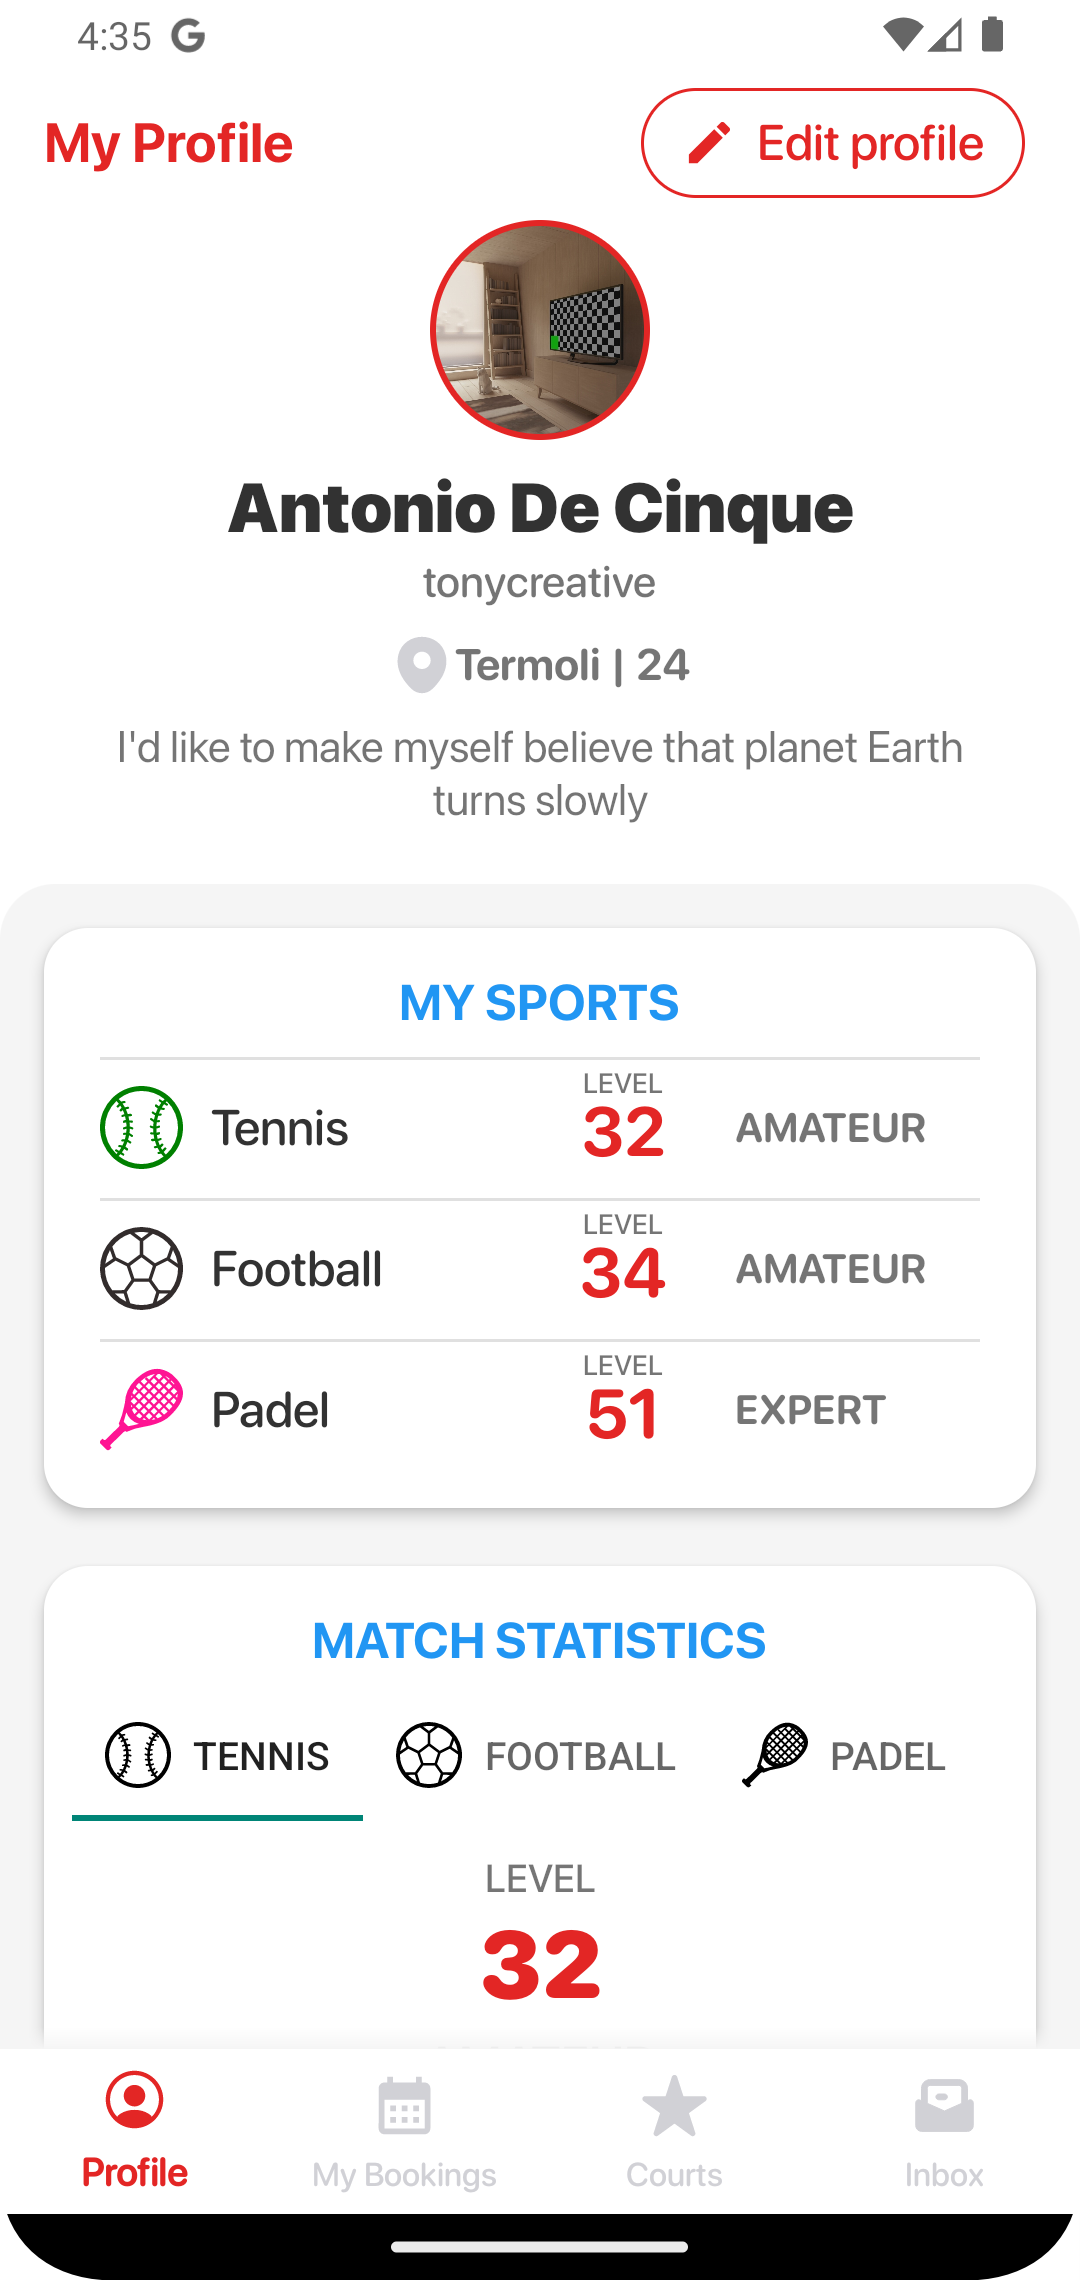 4:35
My Profile
Edit profile
Antonio De Cinque
tonycreative
Termoli | 24
I'd like to make myself believe that planet Earth
turns slowly
MY SPORTS
LEVEL
Tennis 32 AMATEUR
LEVEL
Football 34 AMATEUR
LEVEL
Padel 51 EXPERT
MATCH STATISTICS
TENNIS FOOTBALL PADEL
LEVEL
32
Profile My Bookings Courts Inbox